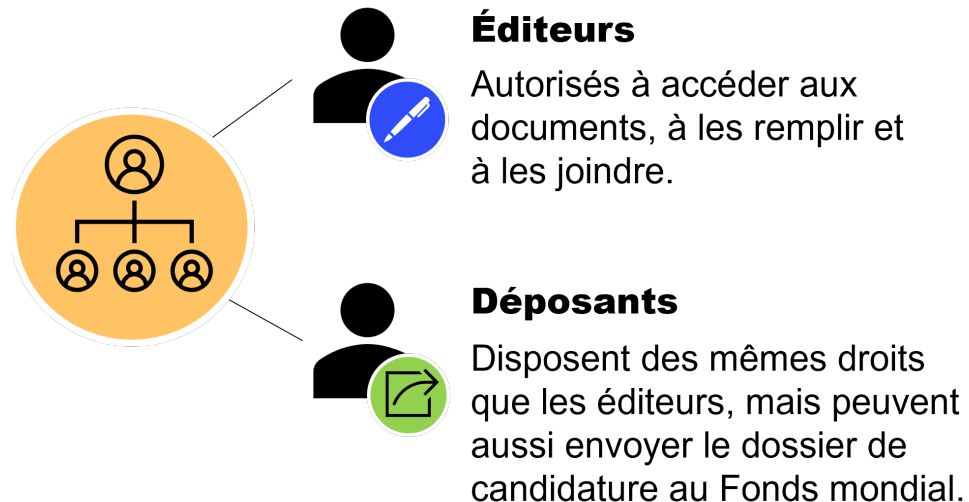 Éditeurs
Autorisés à accéder aux
documents, à les remplir et
à les joindre.
Déposants
Disposent des mêmes droits
que les éditeurs, mais peuvent
aussi envoyer le dossier de
candidature au Fonds mondial.